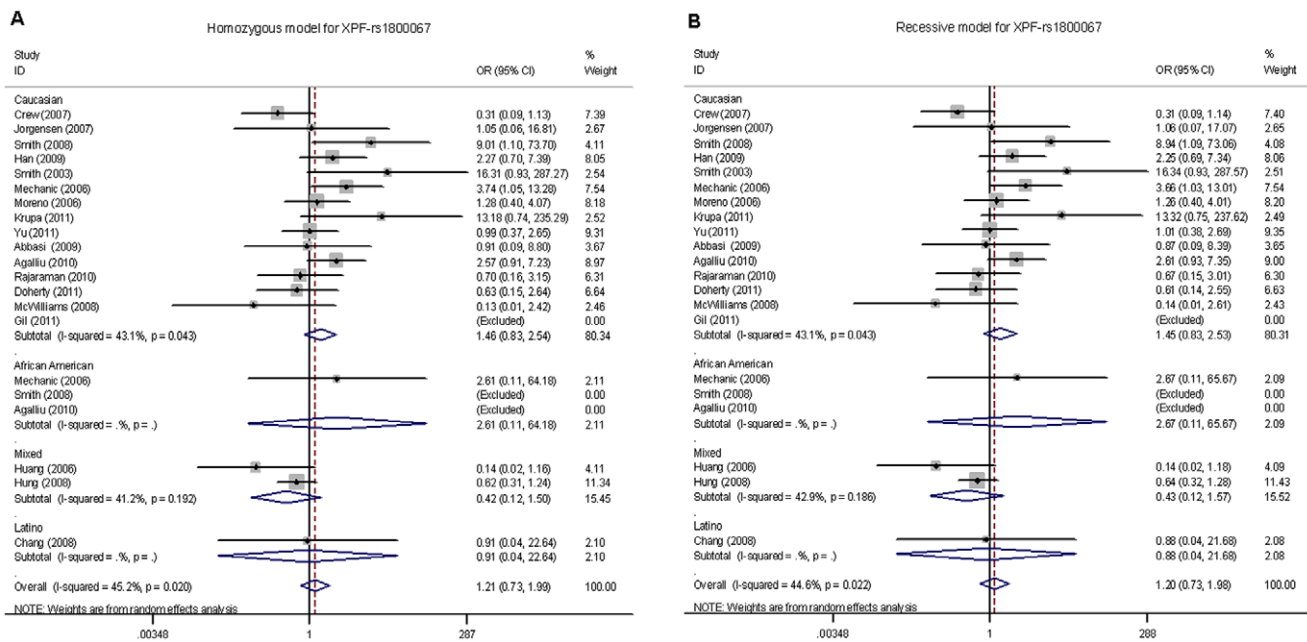 A
Homozygous model for XPF-rs1800067
Study %
ID OR (95% CI) Weight
Caucasian
Crew (2007) 0.31 (0.09, 1.13) 7.39
Jorgensen (2007) 1.05 (0.06, 16.81) 2.67
Smith (2008) 9.01 (1.10, 73.70) 4.11
Han (2009) 2.27 (0.70, 7.39) 8.05
Smith (2003) 16.31 (0.93, 287.27) 2.54
Mechanic (2006) 3.74 (1.05, 13.28) 7.54
Moreno (2006) 1.28 (0.40, 4.07) 8.18
Krupa (2011) 13.18 (0.74, 235.29) 2.52
Yu (2011) 0.99 (0.37, 2.65) 9.31
Abbasi (2009) 0.91 (0.09, 8.80) 3.67
Agalliu (2010) 2.57 (0.91, 7.23) 8.97
Rajaraman (2010) 0.70 (0.16, 3.15) 6.31
Doherty (2011) 0.63 (0.15, 2.64) 6.64
McWilliams (2008) 0.13 (0.01, 2.42) 2.46
Gil (2011) (Excluded) 0.00
Subtotal (I-squared = 43.1%, p = 0.043) 1.46 (0.83, 2.54) 80.34
.
African American
Mechanic (2006) 2.61 (0.11, 64.18) 2.11
Smith (2008) (Excluded) 0.00
Agalliu (2010) (Excluded) 0.00
Subtotal (I-squared = .%, p = .) 2.61 (0.11, 64.18) 2.11
.
Mixed
Huang (2006) 0.14 (0.02, 1.16) 4.11
Hung (2008) 0.62 (0.31, 1.24) 11.34
Subtotal (I-squared = 41.2%, p = 0.192) 0.42 (0.12, 1.50) 15.45
.
Latino
Chang (2008) 0.91 (0.04, 22.64) 2.10
Subtotal (I-squared = .%, p = .) 0.91 (0.04, 22.64) 2.10
.
Overall (I-squared = 45.2%, p = 0.020) 1.21 (0.73, 1.99) 100.00
NOTE: Weights are from random effects analysis
.00348 1 287
B
Recessive model for XPF-rs1800067
Study %
ID OR (95% CI) Weight
Caucasian
Crew (2007) 0.31 (0.09, 1.14) 7.40
Jorgensen (2007) 1.06 (0.07, 17.07) 2.65
Smith (2008) 8.94 (1.09, 73.06) 4.08
Han (2009) 2.25 (0.69, 7.34) 8.06
Smith (2003) 16.34 (0.93, 287.57) 2.51
Mechanic (2006) 3.66 (1.03, 13.01) 7.54
Moreno (2006) 1.26 (0.40, 4.01) 8.20
Krupa (2011) 13.32 (0.75, 237.62) 2.49
Yu (2011) 1.01 (0.38, 2.69) 9.35
Abbasi (2009) 0.87 (0.09, 8.39) 3.65
Agalliu (2010) 2.61 (0.93, 7.35) 9.00
Rajaraman (2010) 0.67 (0.15, 3.01) 6.30
Doherty (2011) 0.61 (0.14, 2.55) 6.63
McWilliams (2008) 0.14 (0.01, 2.61) 2.43
Gil (2011) (Excluded) 0.00
Subtotal (I-squared = 43.1%, p = 0.043) 1.45 (0.83, 2.53) 80.31
.
African American
Mechanic (2006) 2.67 (0.11, 65.67) 2.09
Smith (2008) (Excluded) 0.00
Agalliu (2010) (Excluded) 0.00
Subtotal (I-squared = .%, p = .) 2.67 (0.11, 65.67) 2.09
.
Mixed
Huang (2006) 0.14 (0.02, 1.18) 4.09
Hung (2008) 0.64 (0.32, 1.28) 11.43
Subtotal (I-squared = 42.9%, p = 0.186) 0.43 (0.12, 1.57) 15.52
.
Latino
Chang (2008) 0.88 (0.04, 21.68) 2.08
Subtotal (I-squared = .%, p = .) 0.88 (0.04, 21.68) 2.08
.
Overall (I-squared = 44.6%, p = 0.022) 1.20 (0.73, 1.98) 100.00
NOTE: Weights are from random effects analysis
.00348 1 288